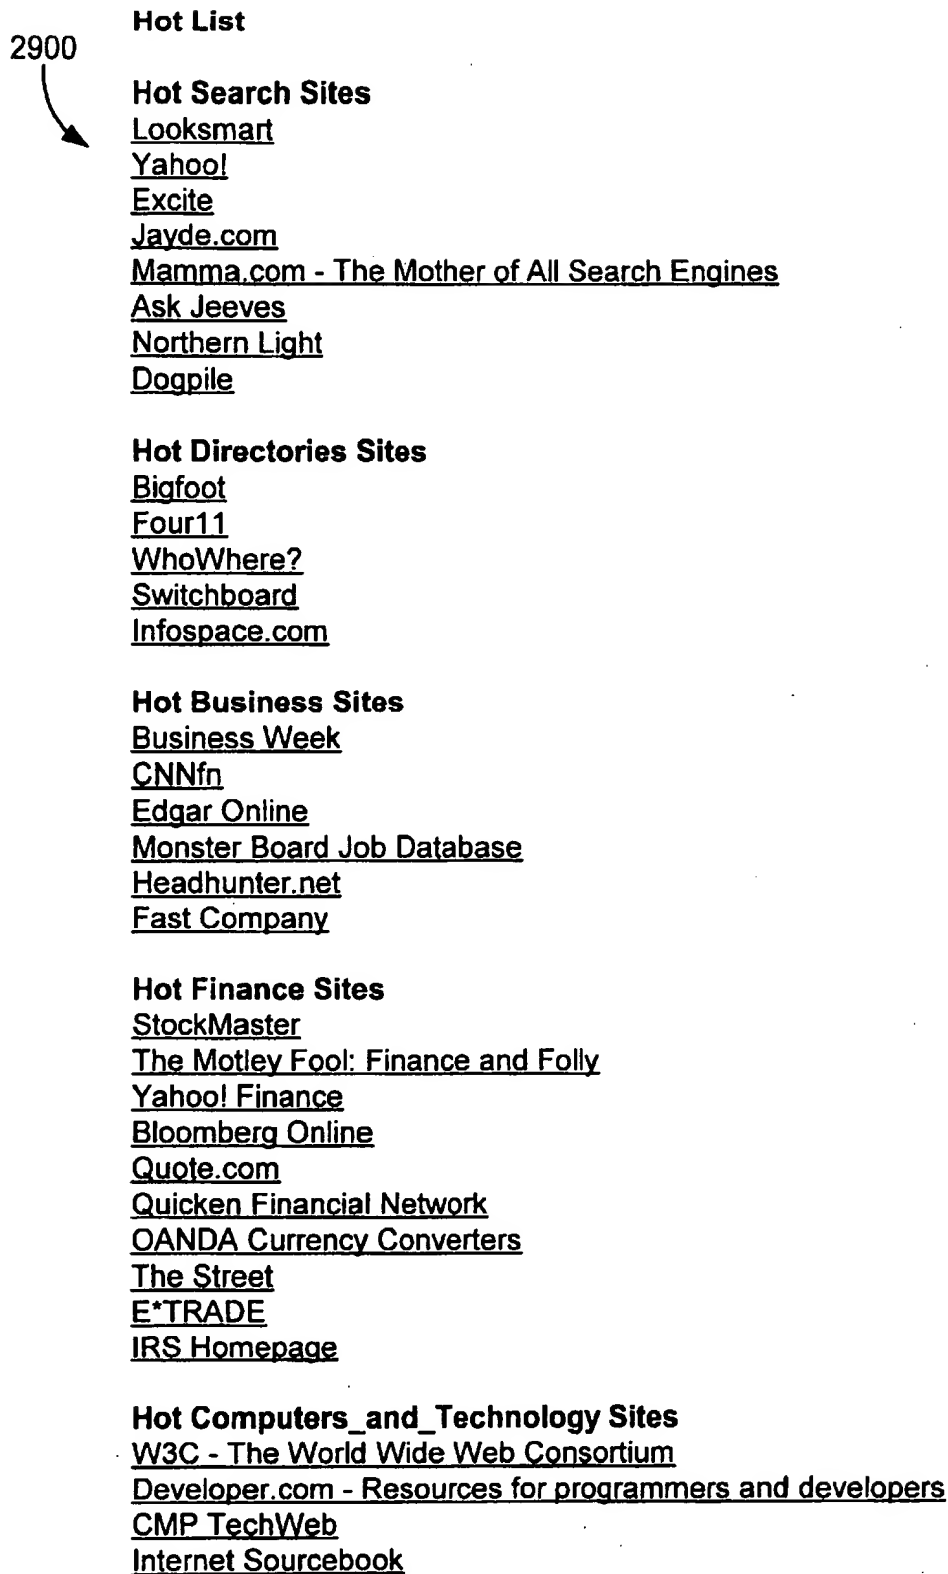 Hot List
2900
Hot Search Sites
Looksmart
Yahoo!
Excite
Jayde.com
Mamma.com - The Mother of All Search Engines
Ask Jeeves
Northern Light
Dogpile
Hot Directories Sites
Bigfoot
Four11
WhoWhere?
Switchboard
Infospace.com
Hot Business Sites
Business Week
CNNfn
Edgar Online
Monster Board Job Database
Headhunter.net
Fast Company
Hot Finance Sites
StockMaster
The Motley Fool: Finance and Folly
Yahoo! Finance
Bloomberg Online
Quote.com
Quicken Financial Network
OANDA Currency Converters
The Street
E*TRADE
IRS Homepage
Hot Computers_and_Technology Sites
W3C - The World Wide Web Consortium
Developer.com - Resources for programmers and developers
CMP TechWeb
Internet Sourcebook